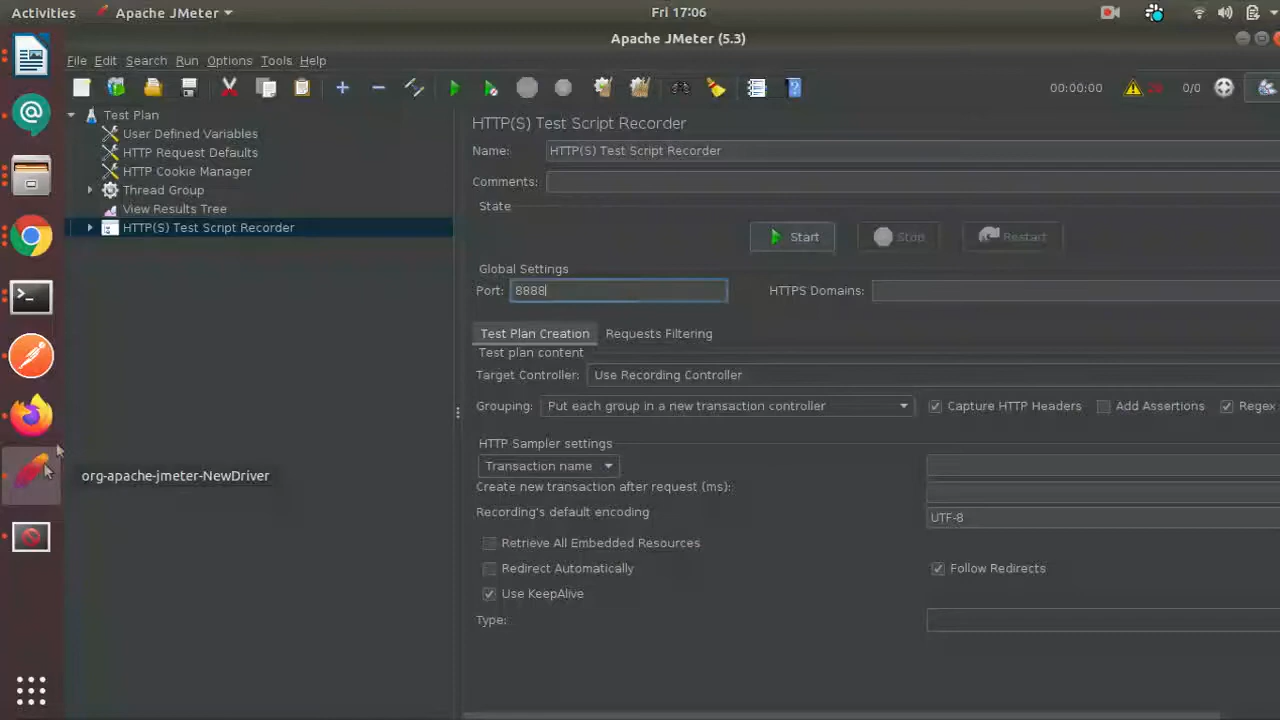 Activities Apache JMeter Fri 17:06
Apache JMeter (5.3)
File Edit Search Run Options Tools Help
00:00:00 0/0
Test Plan
User Defined Variables
HTTP Request Defaults
HTTP Cookie Manager
Thread Group
View Results Tree
HTTP(S) Test Script Recorder
org-apache-jmeter-NewDriver
HTTP(S) Test Script Recorder
Name: HTTP(S) Test Script Recorder
Comments:
State
Start Stop Restart
Global Settings
Port: 8888 HTTPS Domains:
Test Plan Creation Requests Filtering
Test plan content
Target Controller: Use Recording Controller
Grouping: Put each group in a new transaction controller Capture HTTP Headers Add Assertions Regex
HTTP Sampler settings
Transaction name
Create new transaction after request (ms):
Recording's default encoding UTF-8
Retrieve All Embedded Resources
Redirect Automatically Follow Redirects
Use KeepAlive
Type: